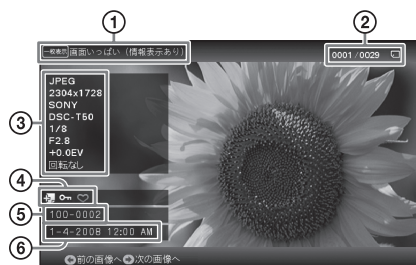 ①
②
一般表示 画面いっぱい（情報表示あり）
0001/0029
③
JPEG
2304x1728
SONY
DSC-T50
1/8
F2.8
+0.0EV
回転なし
④
⑤
100-0002
⑥
1-4-2008 12:00 AM
前の画像へ 次の画像へ